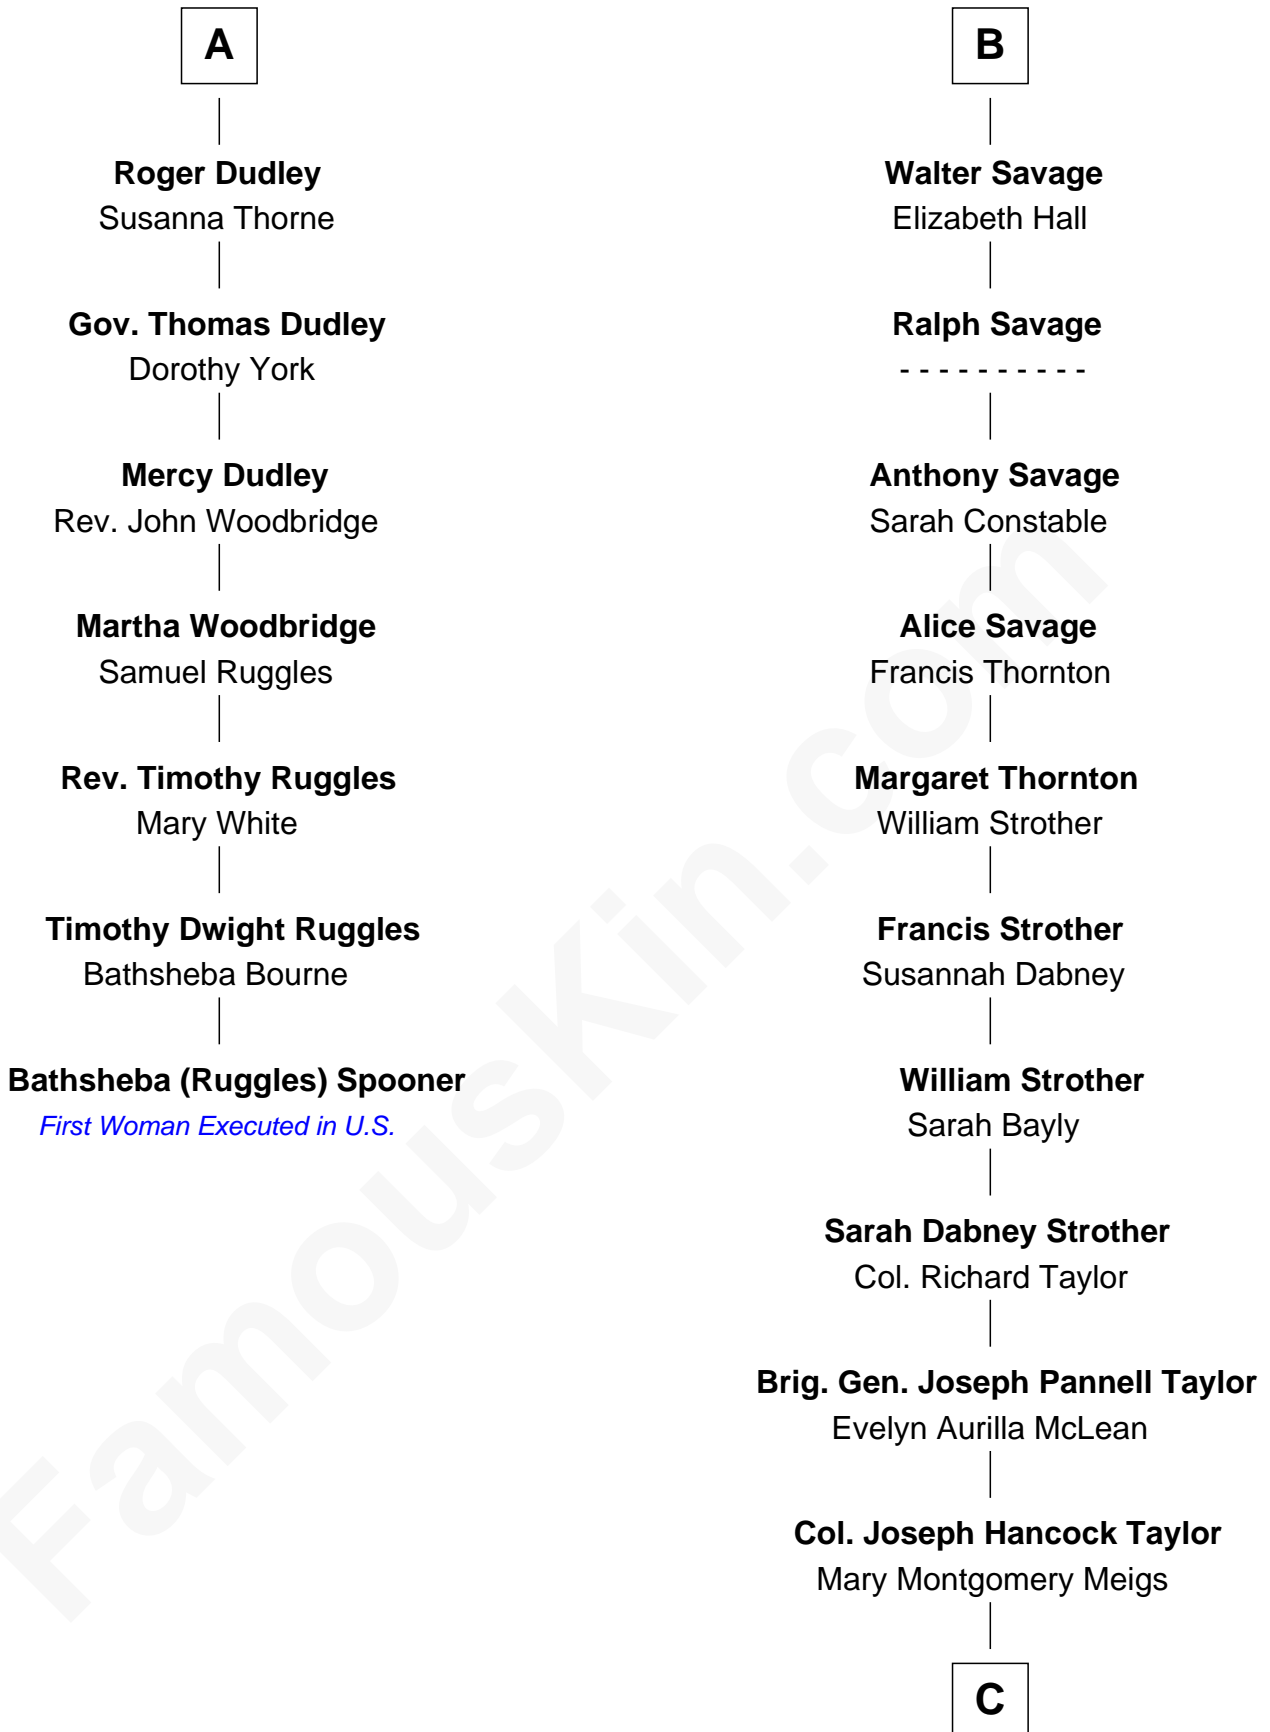 A
Roger Dudley
Susanna Thorne
Gov. Thomas Dudley
Dorothy York
Mercy Dudley
Rev. John Woodbridge
Martha Woodbridge
Samuel Ruggles
Rev. Timothy Ruggles
Mary White
Timothy Dwight Ruggles
Bathsheba Bourne
Bathsheba (Ruggles) Spooner
First Woman Executed in U.S.
B
Walter Savage
Elizabeth Hall
Ralph Savage
- - - - - - - - - -
Anthony Savage
Sarah Constable
Alice Savage
Francis Thornton
Margaret Thornton
William Strother
Francis Strother
Susannah Dabney
William Strother
Sarah Bayly
Sarah Dabney Strother
Col. Richard Taylor
Brig. Gen. Joseph Pannell Taylor
Evelyn Aurilla McLean
Col. Joseph Hancock Taylor
Mary Montgomery Meigs
C
FamousKin.com